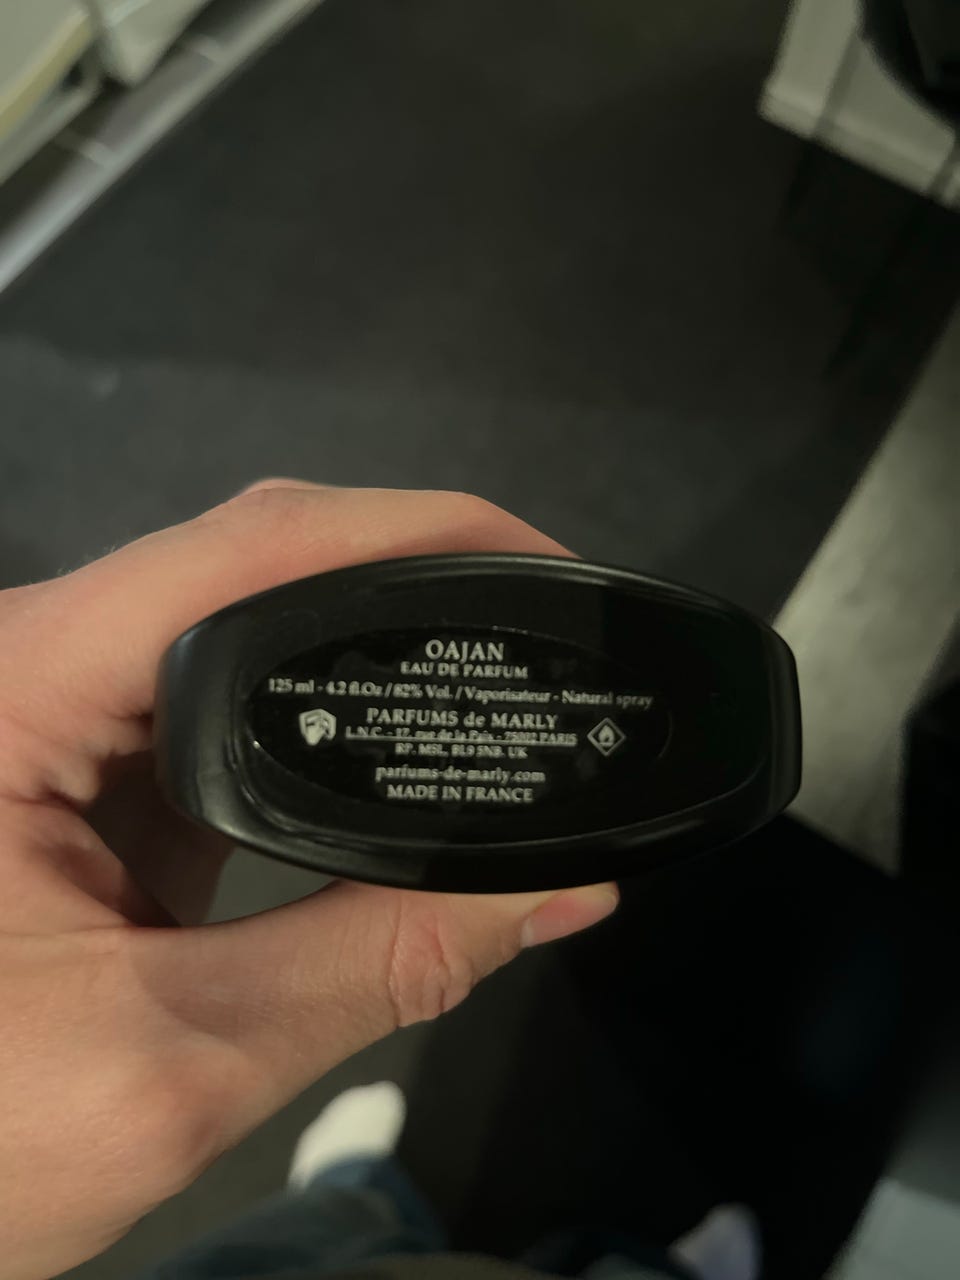 OAJAN
EAU DE PARFUM
125 ml - 4.2 fl.Oz / 82% Vol. / Vaporisateur - Natural spray
PARFUMS de MARLY
L.N.C. - 17, rue de la Paix - 75002 PARIS
RP. MSL, BL9 5NB. UK
parfums-de-marly.com
MADE IN FRANCE